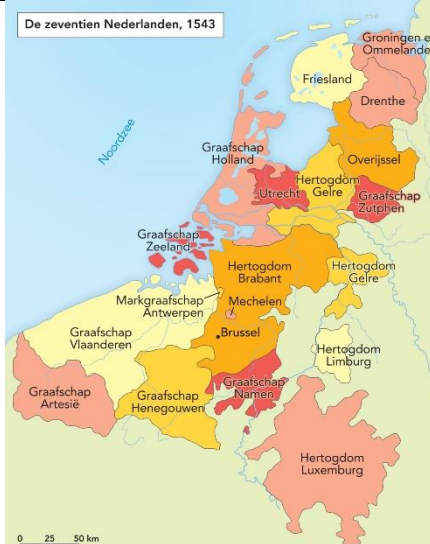 De zeventien Nederlanden, 1543
Groningen e
Ommelande
Friesland
Drenthe
Noordzee
Graafschap
Holland
Overijssel
Hertogdom
Gelre
Utrecht
Graafschap
Zutphen
Graafschap
Zeeland
Hertogdom
Brabant
Hertogdom
Gelre
Markgraafschap
Antwerpen
Mechelen
Graafschap
Vlaanderen
Brussel
Hertogdom
Limburg
Graafschap
Artesië
Graafschap
Henegouwen
Graafschap
Namen
Hertogdom
Luxemburg
0 25 50 km